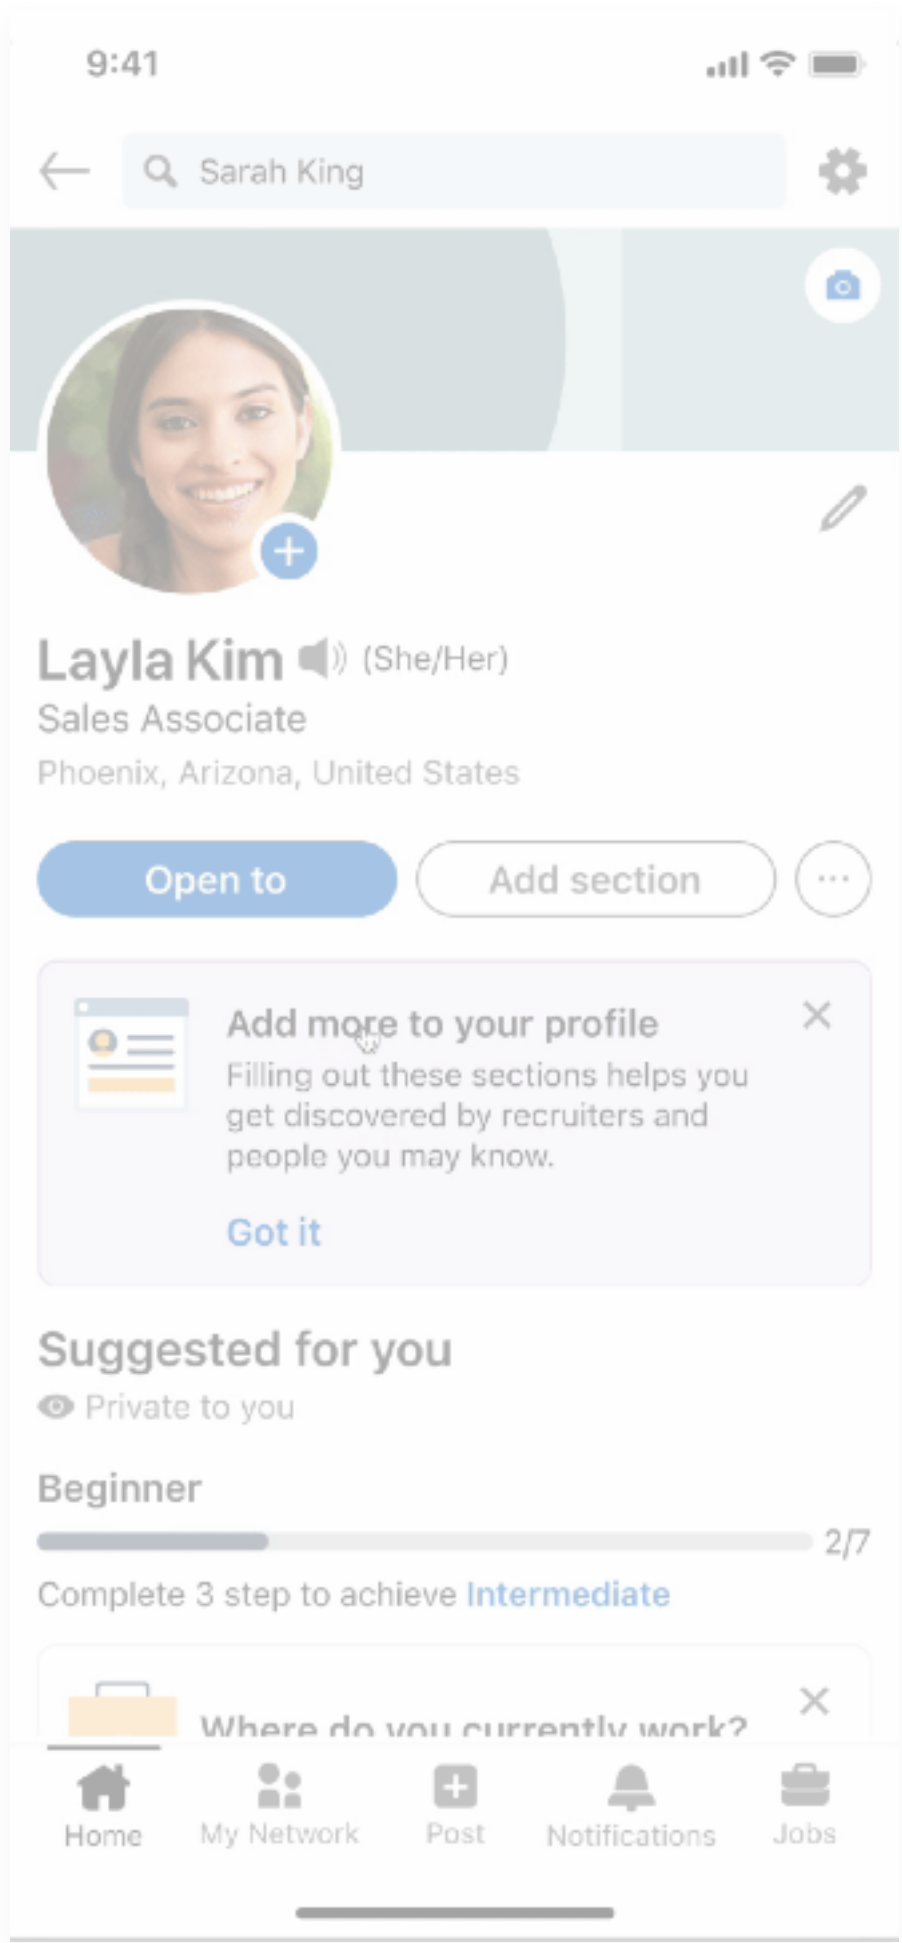 9:41
Sarah King
Layla Kim (She/Her)
Sales Associate
Phoenix, Arizona, United States
Open to
Add section
Add more to your profile
Filling out these sections helps you
get discovered by recruiters and
people you may know.
Got it
Suggested for you
Private to you
Beginner
2/7
Complete 3 step to achieve Intermediate
Where do you currently work?
Home
My Network
Post
Notifications
Jobs